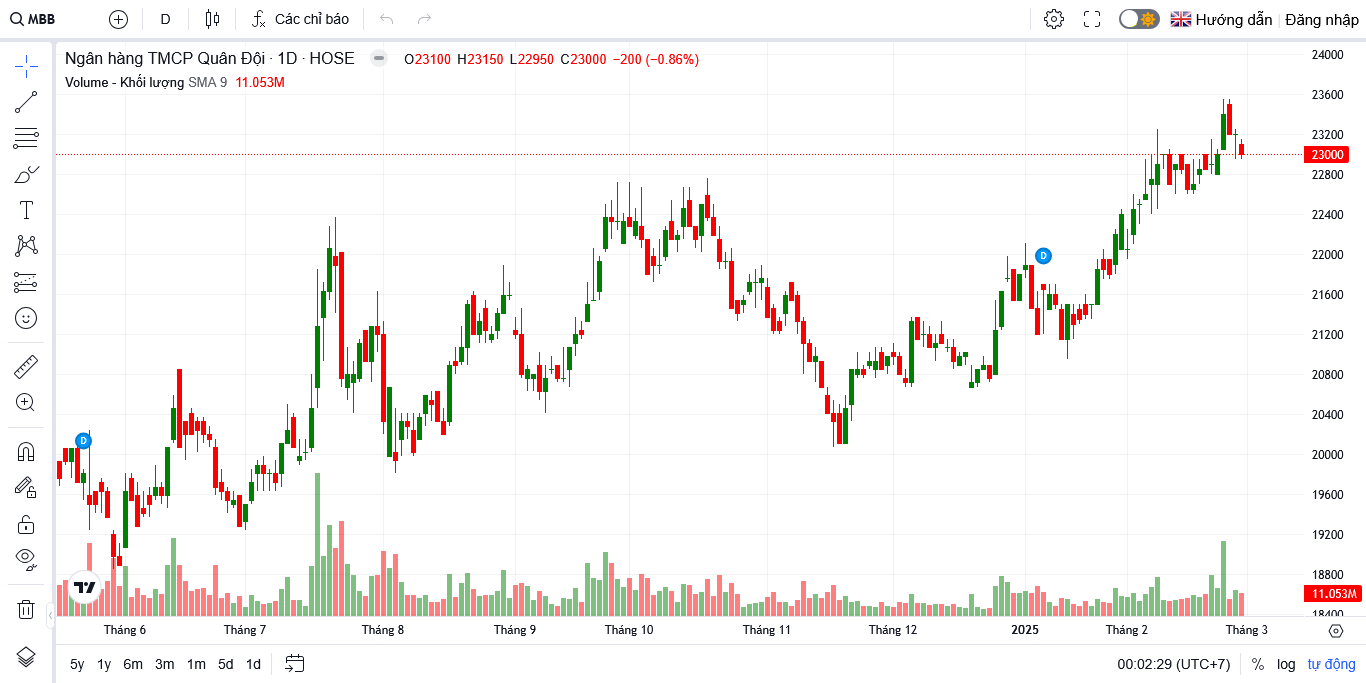 MBB D Các chỉ báo Hướng dẫn Đăng nhập
Ngân hàng TMCP Quân Đội · 1D · HOSE O23100 H23150 L22950 C23000 −200 (−0.86%)
Volume - Khối lượng SMA 9 11.053M
24000
23600
23200
23000
22800
22400
22000
21600
21200
20800
20400
20000
19600
19200
18800
11.053M
18400
D
D
Tháng 6 Tháng 7 Tháng 8 Tháng 9 Tháng 10 Tháng 11 Tháng 12 2025 Tháng 2 Tháng 3
5y 1y 6m 3m 1m 5d 1d 00:02:29 (UTC+7) % log tự động